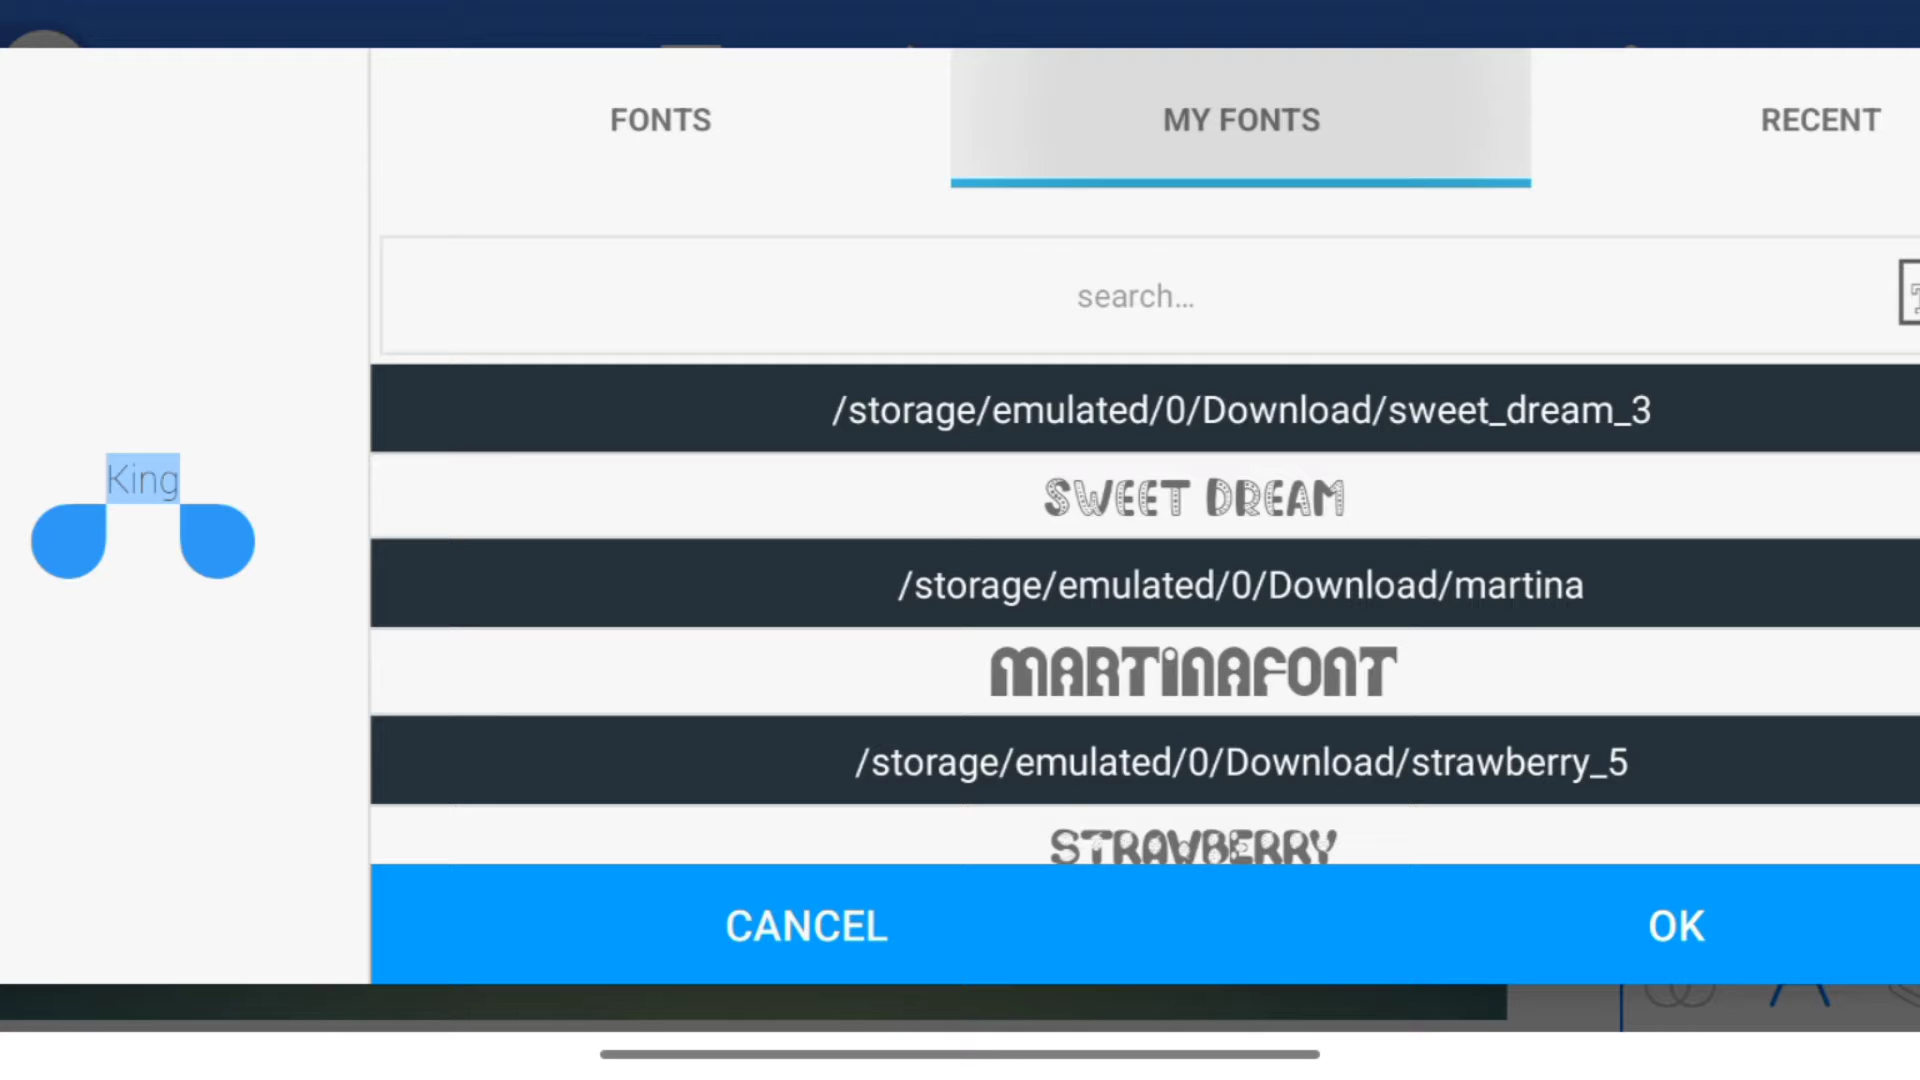 FONTS
MY FONTS
RECENT
search...
/storage/emulated/0/Download/sweet_dream_3
SWEET DREAM
King
/storage/emulated/0/Download/martina
MARTINAFONT
/storage/emulated/0/Download/strawberry_5
STRAWBERRY
CANCEL
OK